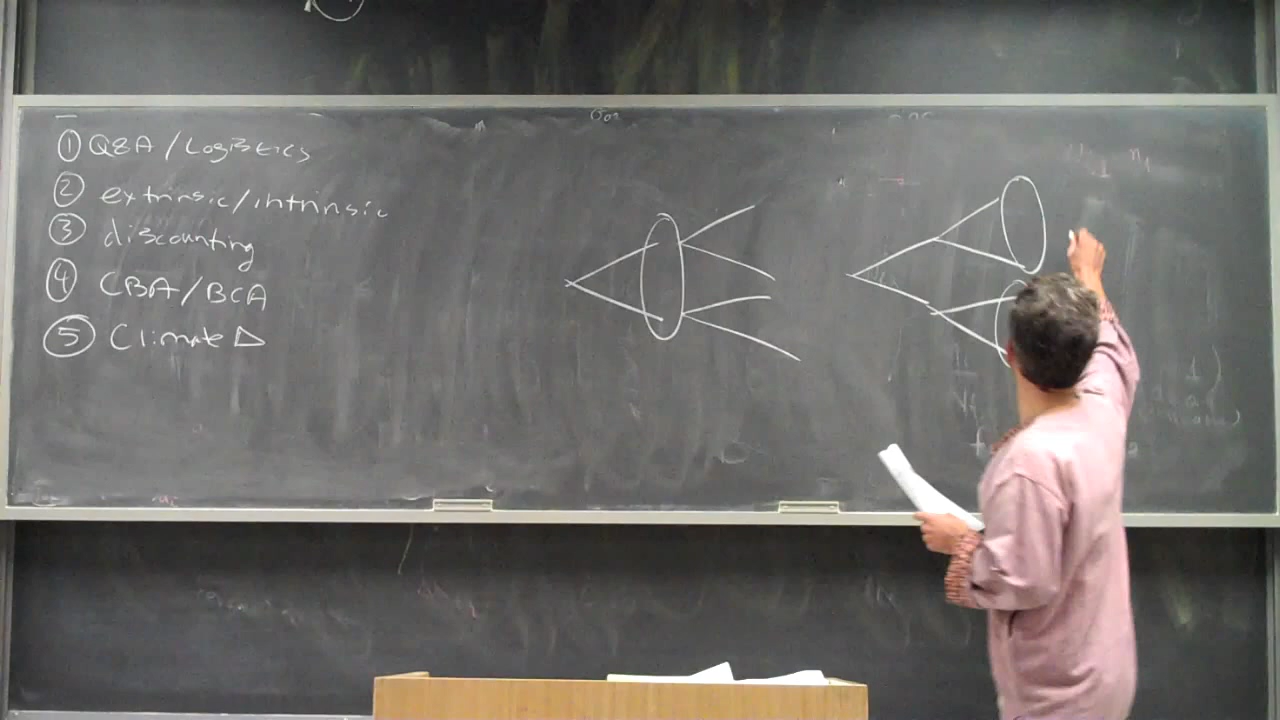 ① Q&A / Logistics
② extrinsic/intrinsic
③ discounting
④ CBA/BCA
⑤ Climate Δ